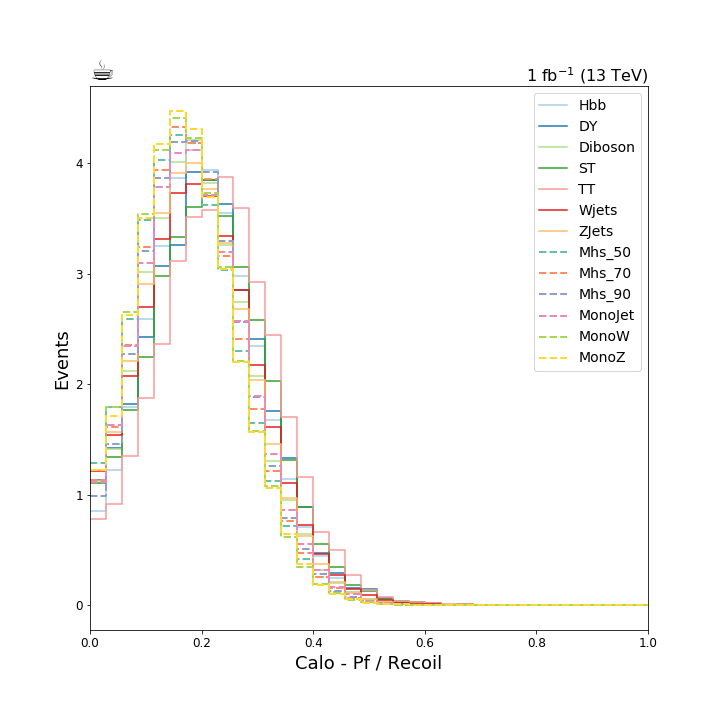 ☕ 1 fb⁻¹ (13 TeV)
Hbb
DY
Diboson
ST
TT
Wjets
ZJets
Mhs_50
Mhs_70
Mhs_90
MonoJet
MonoW
MonoZ
Events
4
3
2
1
0
0.0 0.2 0.4 0.6 0.8 1.0
Calo - Pf / Recoil